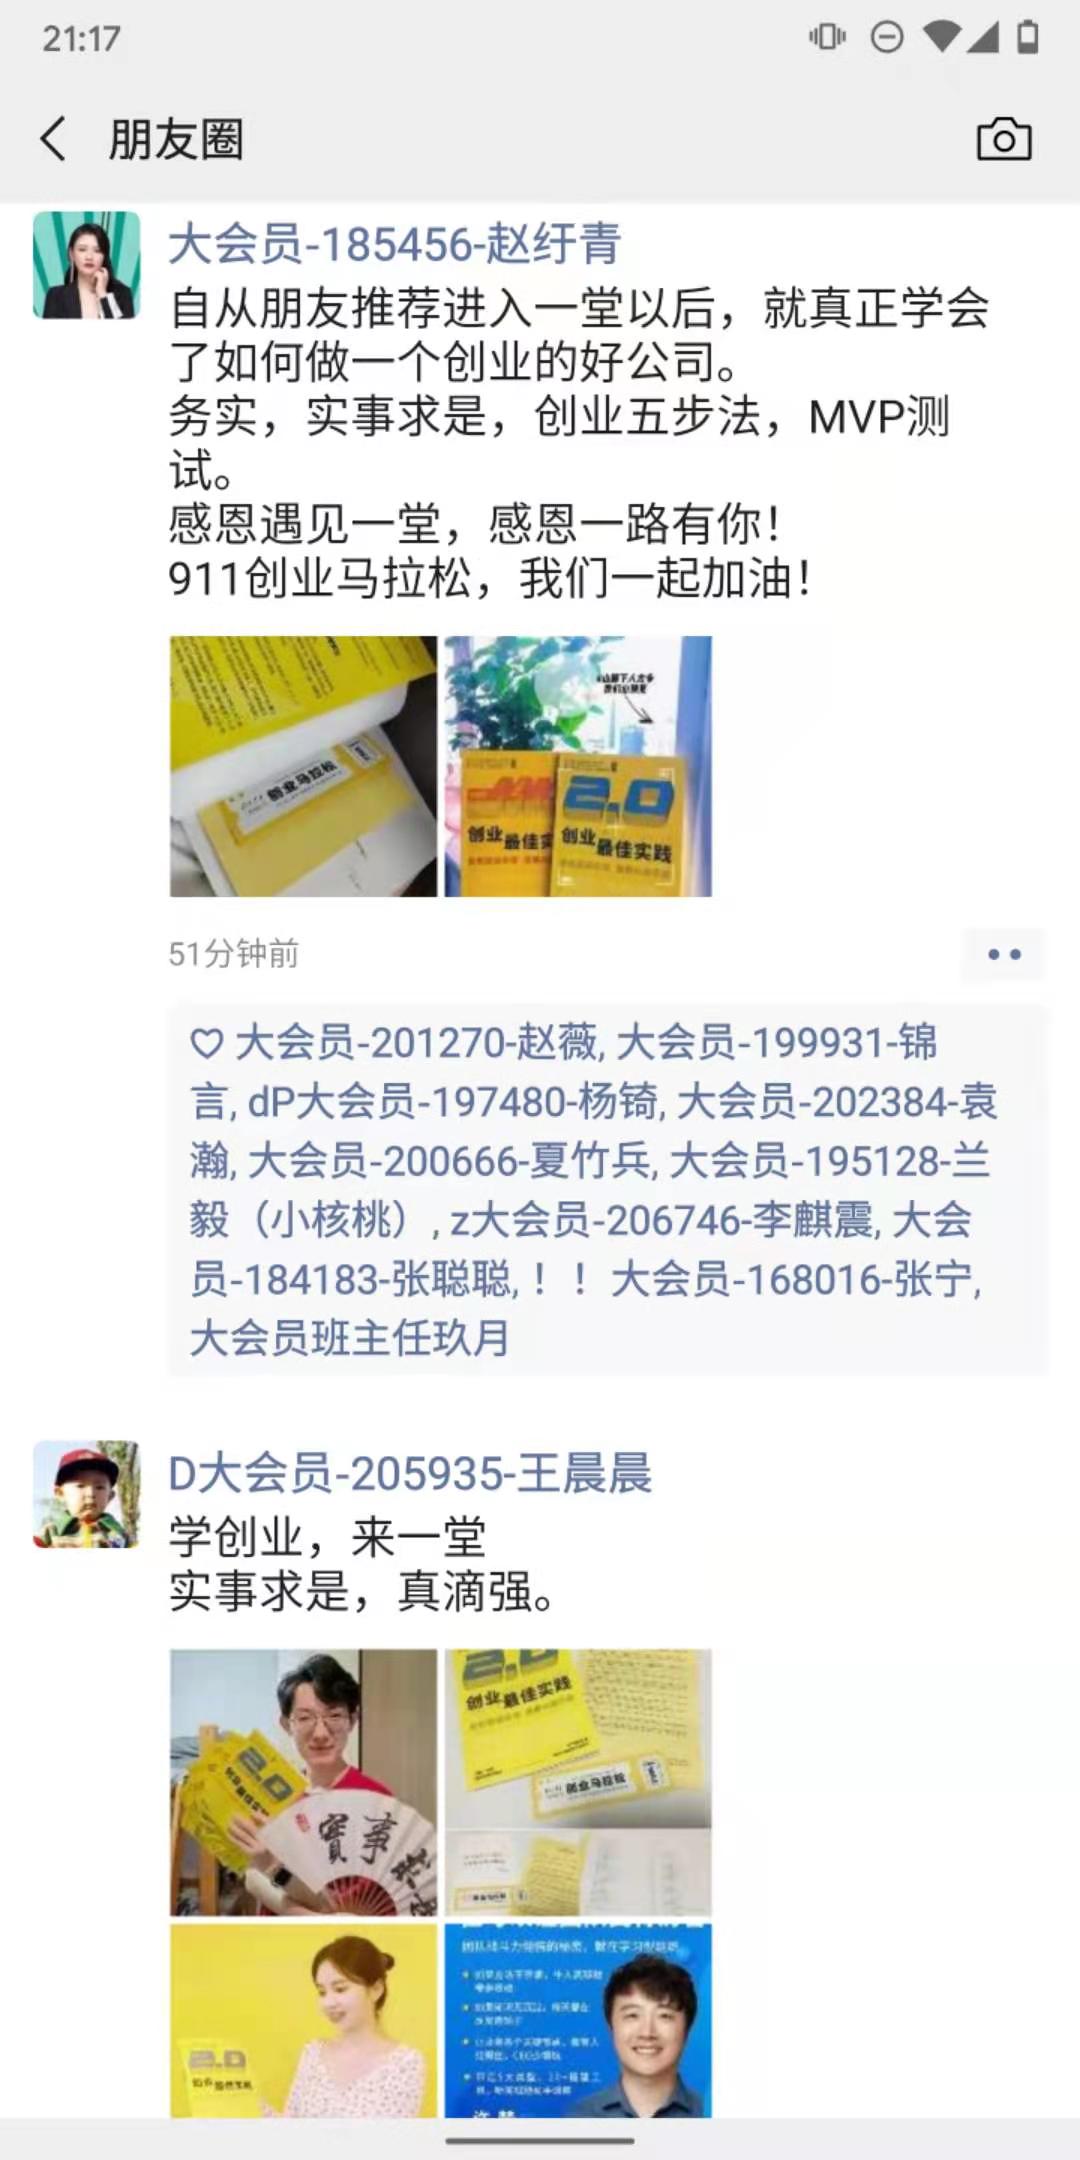 21:17
朋友圈
大会员-185456-赵纡青
自从朋友推荐进入一堂以后，就真正学会
了如何做一个创业的好公司。
务实，实事求是，创业五步法，MVP测
试。
感恩遇见一堂，感恩一路有你！
911创业马拉松，我们一起加油！
创业马拉松
2.0
创业最佳实
创业最佳实践
51分钟前
大会员-201270-赵薇, 大会员-199931-锦
言, dP大会员-197480-杨锜, 大会员-202384-袁
瀚, 大会员-200666-夏竹兵, 大会员-195128-兰
毅（小核桃）, z大会员-206746-李麒震, 大会
员-184183-张聪聪, ！！大会员-168016-张宁,
大会员班主任玖月
D大会员-205935-王晨晨
学创业，来一堂
实事求是，真滴强。
2.0
實事求是
2.0
创业最佳实践
创业马拉松
2.0